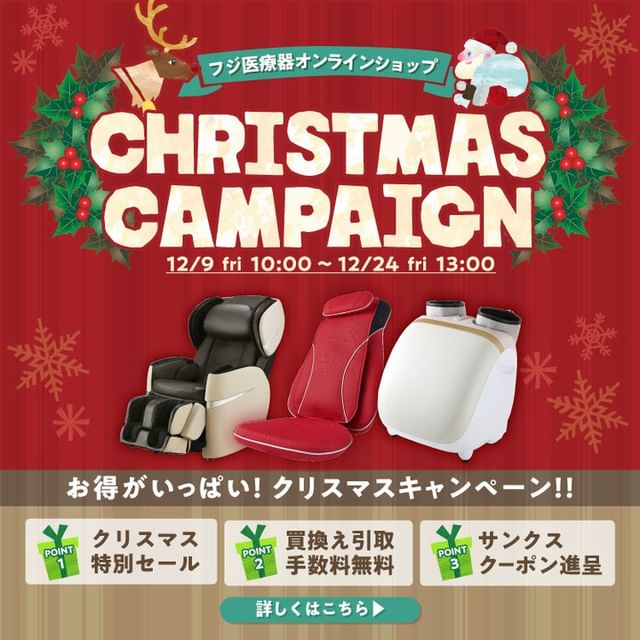 フジ医療器オンラインショップ
CHRISTMAS
CAMPAIGN
12/9 fri 10:00 ~ 12/24 fri 13:00
お得がいっぱい! クリスマスキャンペーン!!
POINT
1
クリスマス
特別セール
POINT
2
買換え引取
手数料無料
POINT
3
サンクス
クーポン進呈
詳しくはこちら▶